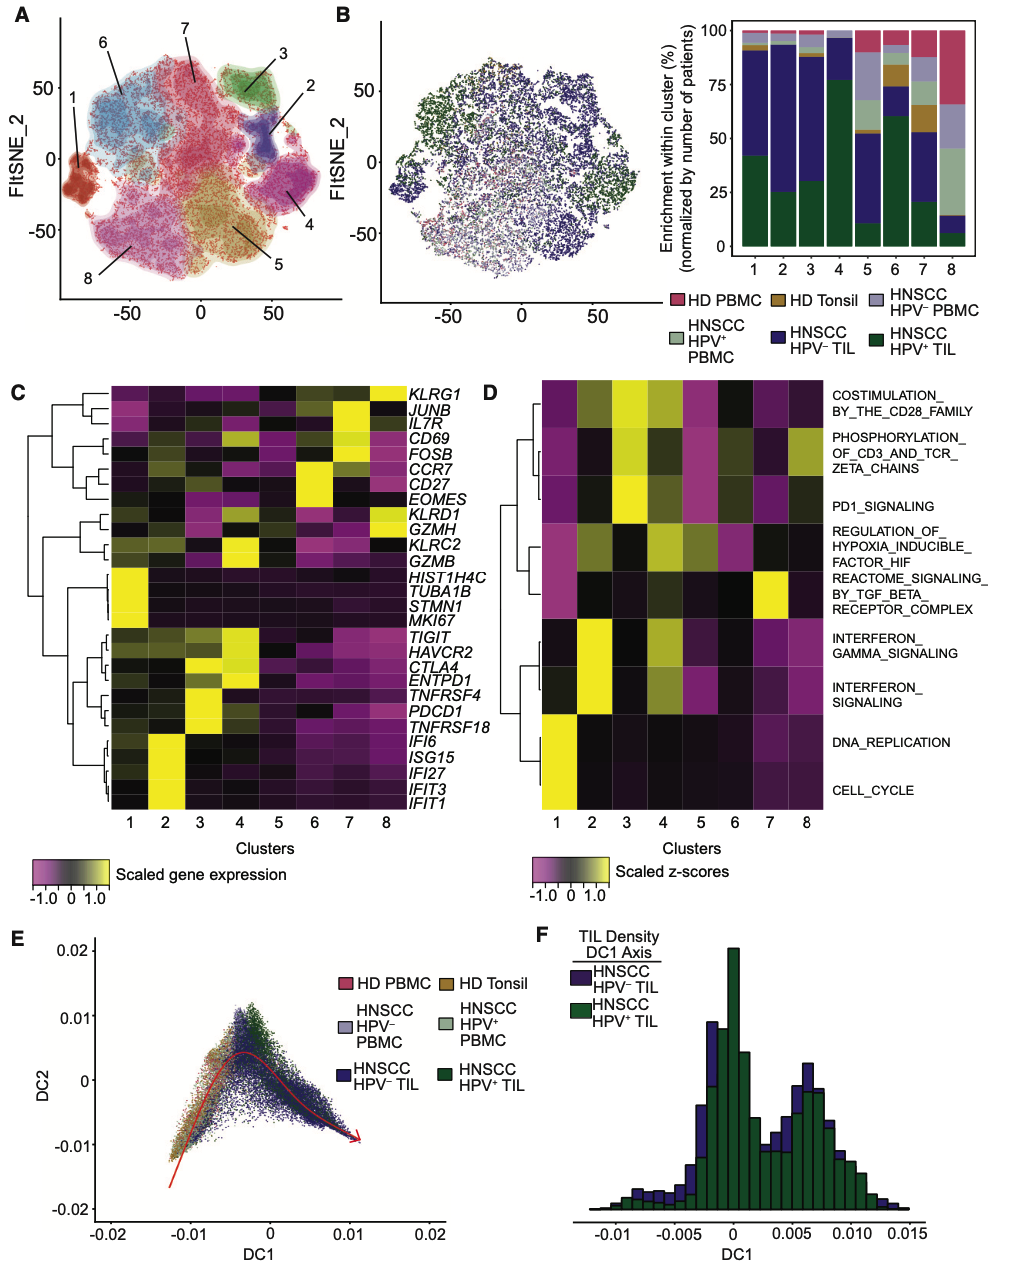 A
B
6
7
3
2
1
4
5
8
FItSNE_2
50
0
-50
-50
0
50
FItSNE_2
50
0
-50
-50
0
50
Enrichment within cluster (%)
(normalized by number of patients)
100
75
50
25
0
1 2 3 4 5 6 7 8
HD PBMC
HD Tonsil
HNSCC
HPV– PBMC
HNSCC
HPV+
PBMC
HNSCC
HPV– TIL
HNSCC
HPV+ TIL
C
KLRG1
JUNB
IL7R
CD69
FOSB
CCR7
CD27
EOMES
KLRD1
GZMH
KLRC2
GZMB
HIST1H4C
TUBA1B
STMN1
MKI67
TIGIT
HAVCR2
CTLA4
ENTPD1
TNFRSF4
PDCD1
TNFRSF18
IFI6
ISG15
IFI27
IFIT3
IFIT1
1 2 3 4 5 6 7 8
Clusters
Scaled gene expression
-1.0 0 1.0
D
COSTIMULATION_
BY_THE_CD28_FAMILY
PHOSPHORYLATION_
OF_CD3_AND_TCR_
ZETA_CHAINS
PD1_SIGNALING
REGULATION_OF_
HYPOXIA_INDUCIBLE_
FACTOR_HIF
REACTOME_SIGNALING_
BY_TGF_BETA_
RECEPTOR_COMPLEX
INTERFERON_
GAMMA_SIGNALING
INTERFERON_
SIGNALING
DNA_REPLICATION
CELL_CYCLE
1 2 3 4 5 6 7 8
Clusters
Scaled z-scores
-1.0 0 1.0
E
DC2
0.02
0.01
0
-0.01
-0.02
-0.02 -0.01 0 0.01 0.02
DC1
HD PBMC
HD Tonsil
HNSCC
HPV–
PBMC
HNSCC
HPV+
PBMC
HNSCC
HPV– TIL
HNSCC
HPV+ TIL
F
TIL Density
DC1 Axis
HNSCC
HPV– TIL
HNSCC
HPV+ TIL
-0.01 -0.005 0 0.005 0.010 0.015
DC1